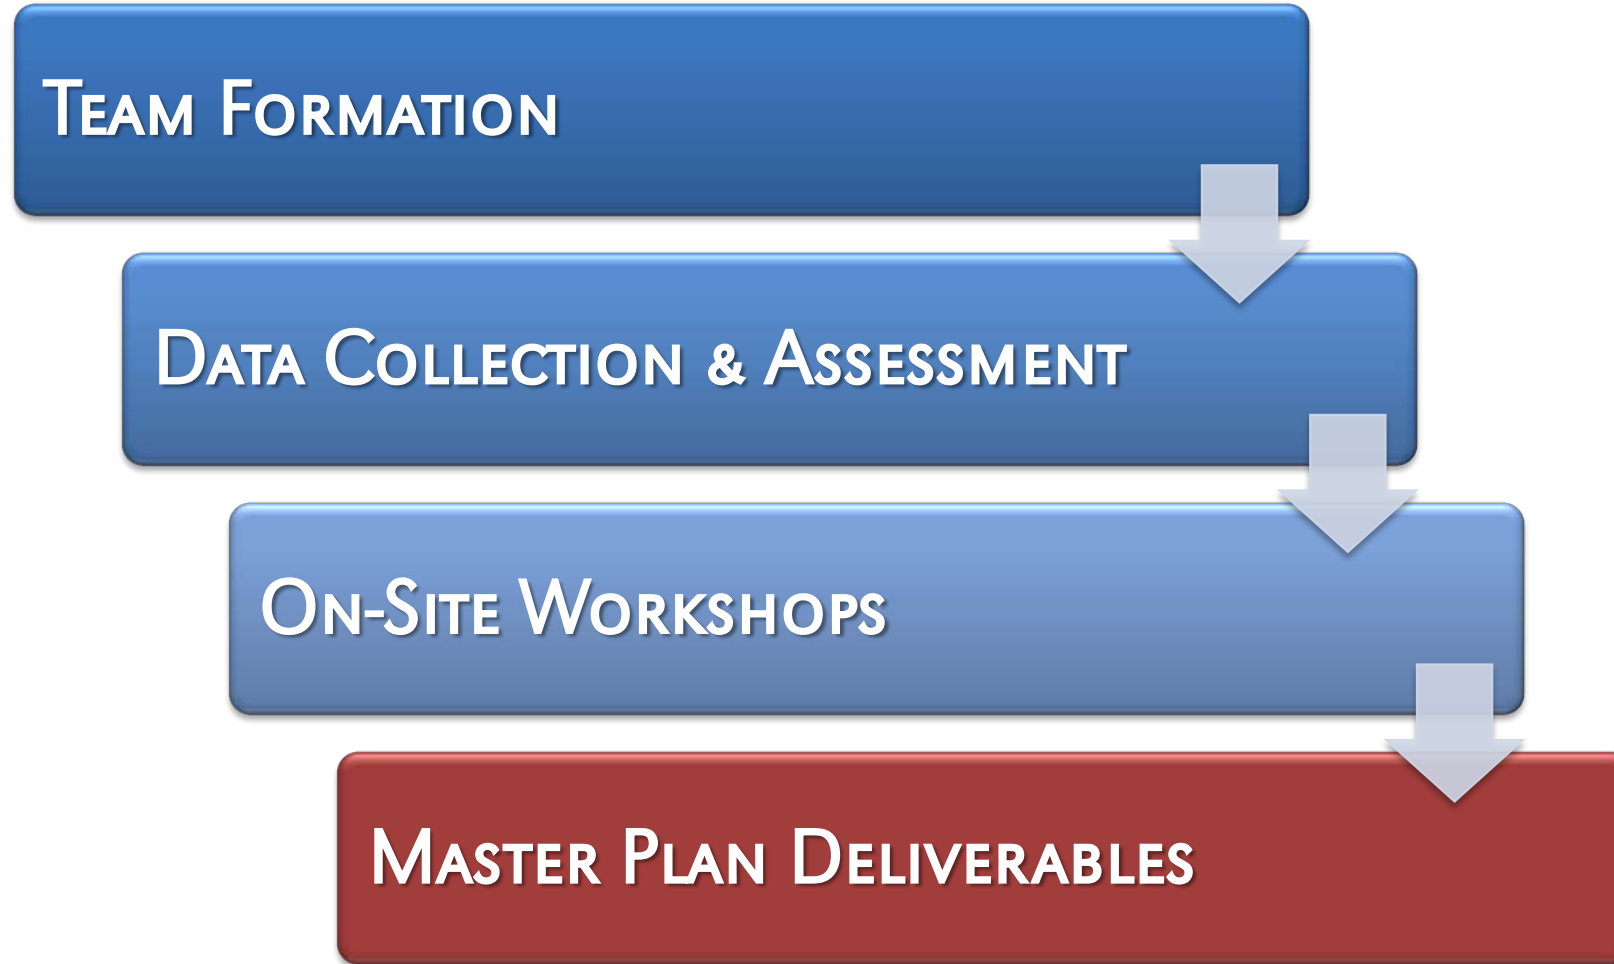 Team Formation
Data Collection & Assessment
On-Site Workshops
Master Plan Deliverables